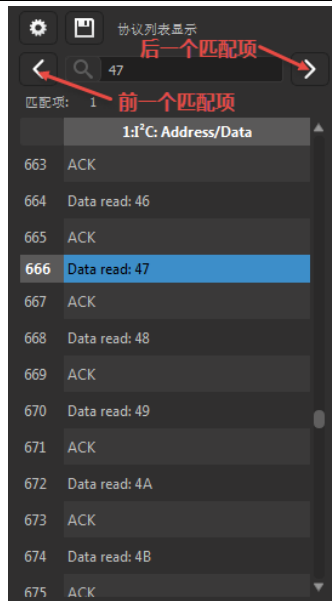 协议列表显示
后一个匹配项
47
匹配项: 1
前一个匹配项
1:I²C: Address/Data
663 ACK
664 Data read: 46
665 ACK
666 Data read: 47
667 ACK
668 Data read: 48
669 ACK
670 Data read: 49
671 ACK
672 Data read: 4A
673 ACK
674 Data read: 4B
675 ACK